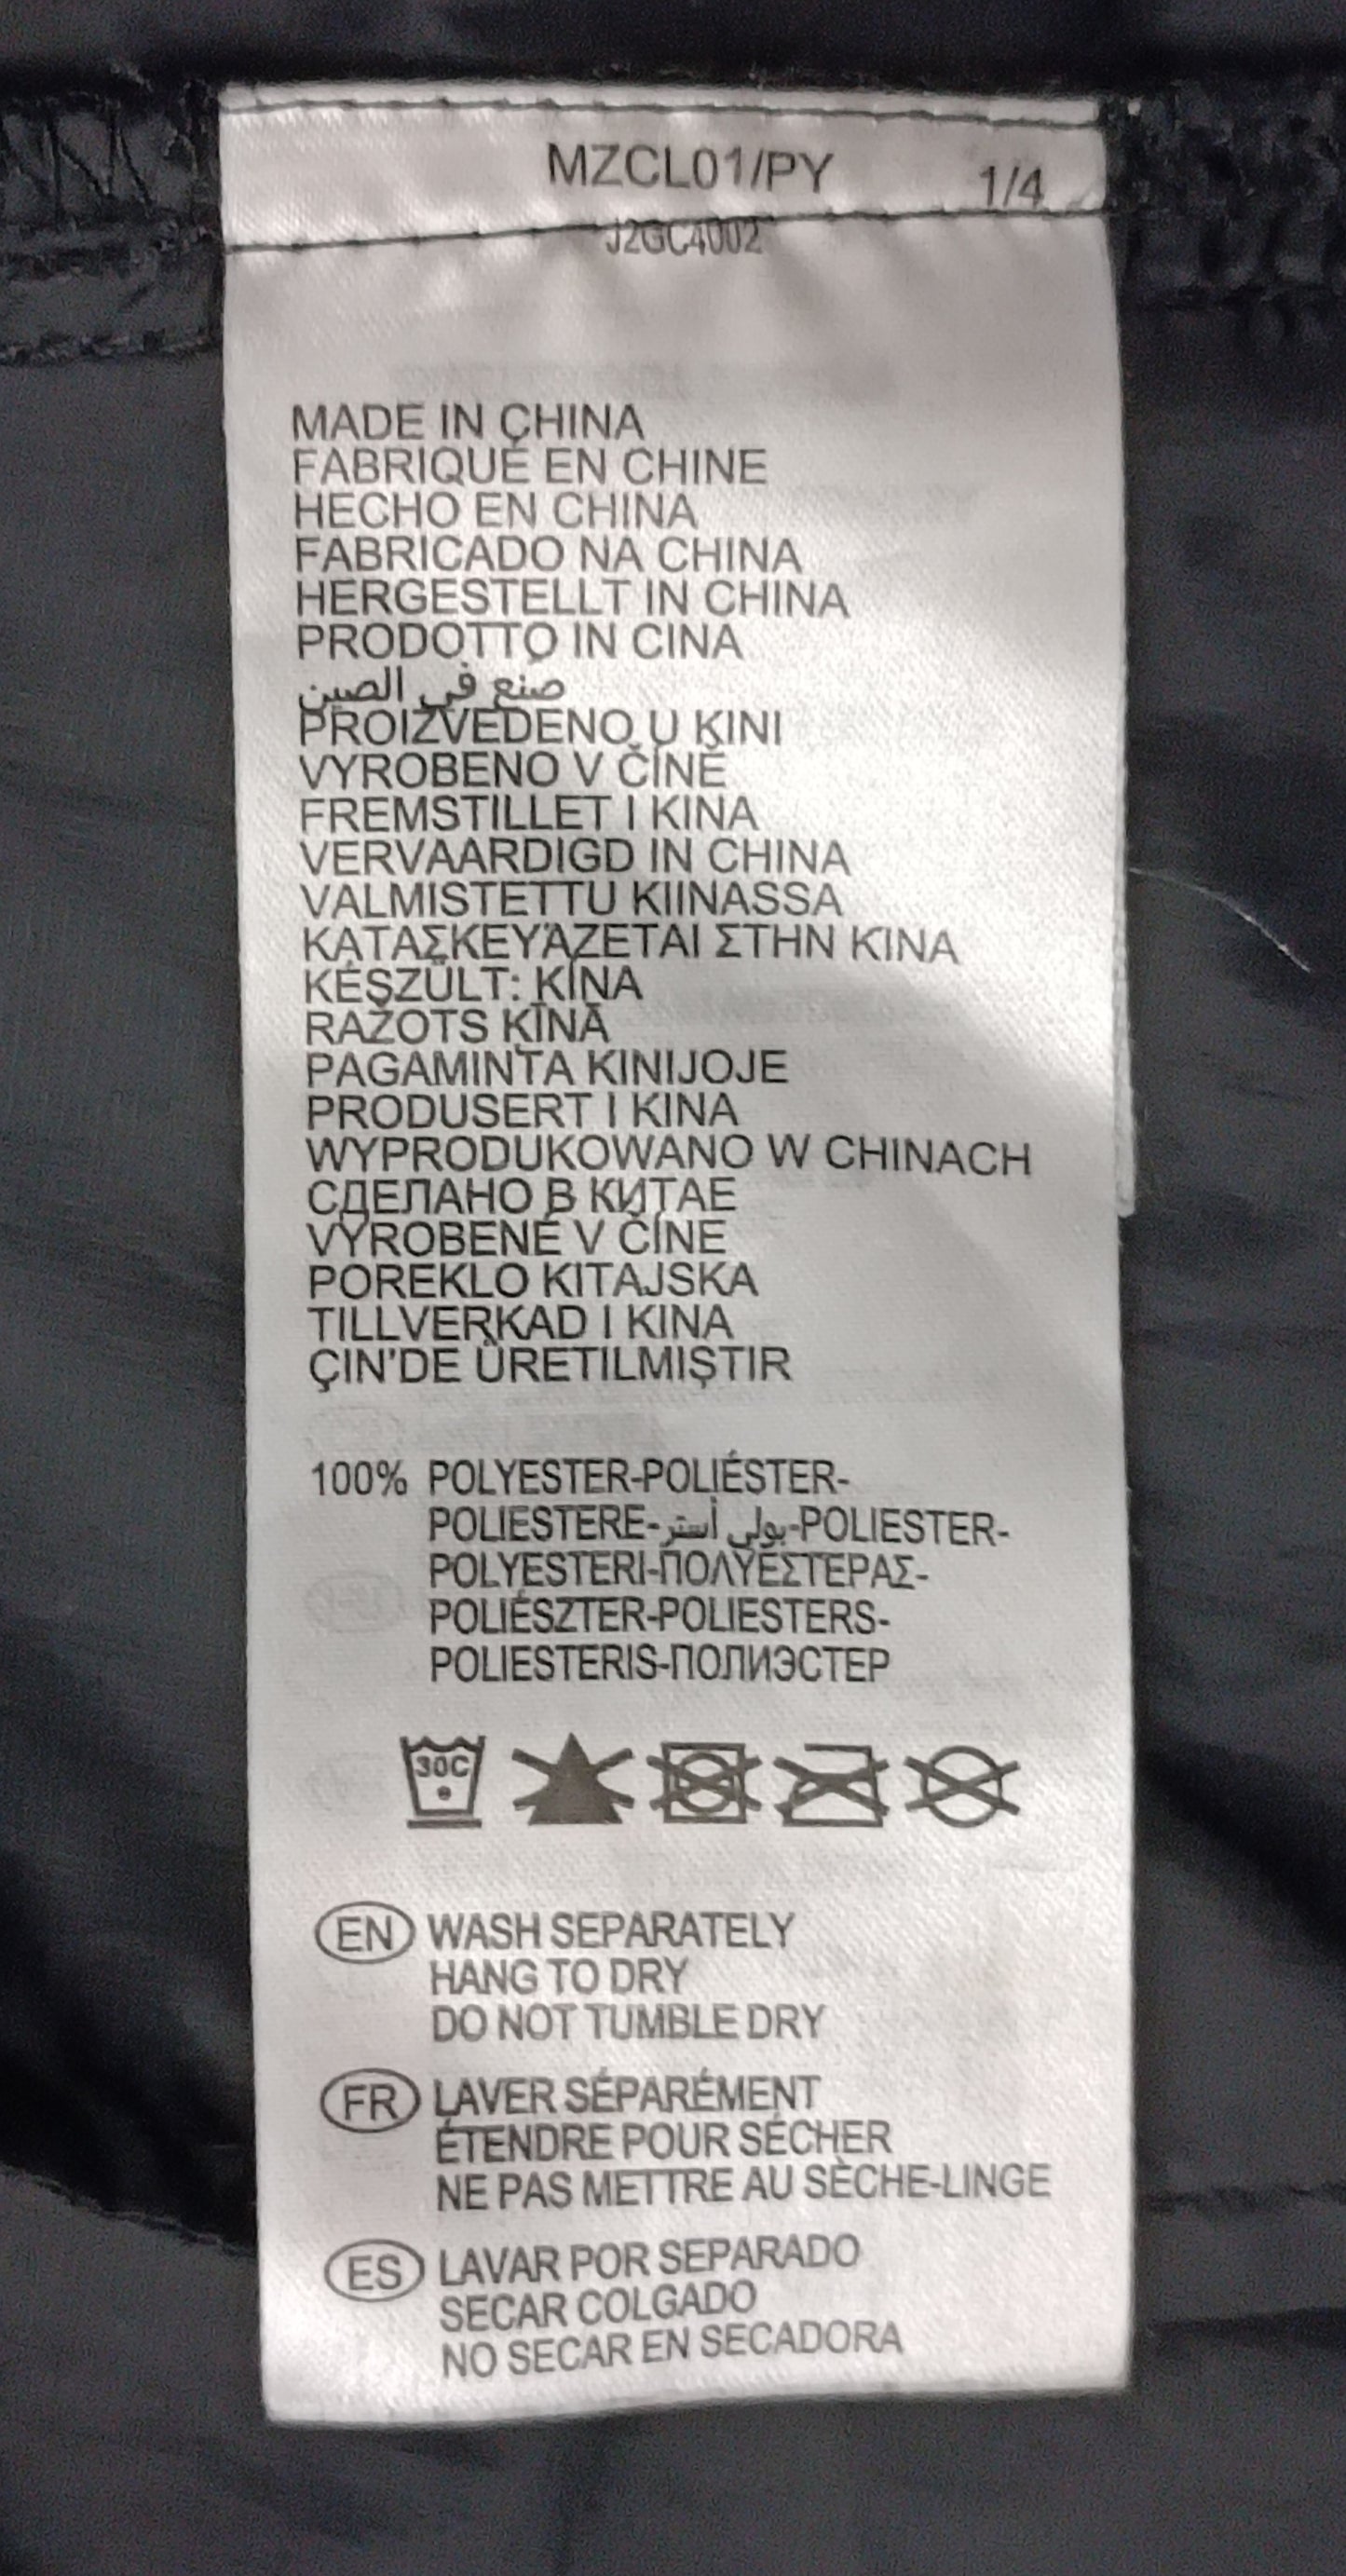 MZCL01/PY
1/4
J2GC4002
MADE IN CHINA
FABRIQUÉ EN CHINE
HECHO EN CHINA
FABRICADO NA CHINA
HERGESTELLT IN CHINA
PRODOTTO IN CINA
صنع في الصين
PROIZVEDENO U KINI
VYROBENO V ČÍNĚ
FREMSTILLET I KINA
VERVAARDIGD IN CHINA
VALMISTETTU KIINASSA
ΚΑΤΑΣΚΕΥΆΖΕΤΑΙ ΣΤΗΝ ΚΊΝΑ
KÉSZÜLT: KÍNA
RAŽOTS ĶĪNĀ
PAGAMINTA KINIJOJE
PRODUSERT I KINA
WYPRODUKOWANO W CHINACH
СДЕЛАНО В КИТАЕ
VYROBENÉ V ČÍNE
POREKLO KITAJSKA
TILLVERKAD I KINA
ÇIN'DE ÜRETILMIŞTIR
100% POLYESTER-POLIÉSTER-
POLIESTERE-بولي أستر-POLIESTER-
POLYESTERI-ΠΟΛΥΕΣΤΕΡΑΣ-
POLIÉSZTER-POLIESTERS-
POLIESTERIS-ПОЛИЭСТЕР
30C
EN WASH SEPARATELY
HANG TO DRY
DO NOT TUMBLE DRY
FR LAVER SÉPARÉMENT
ÉTENDRE POUR SÉCHER
NE PAS METTRE AU SÈCHE-LINGE
ES LAVAR POR SEPARADO
SECAR COLGADO
NO SECAR EN SECADORA